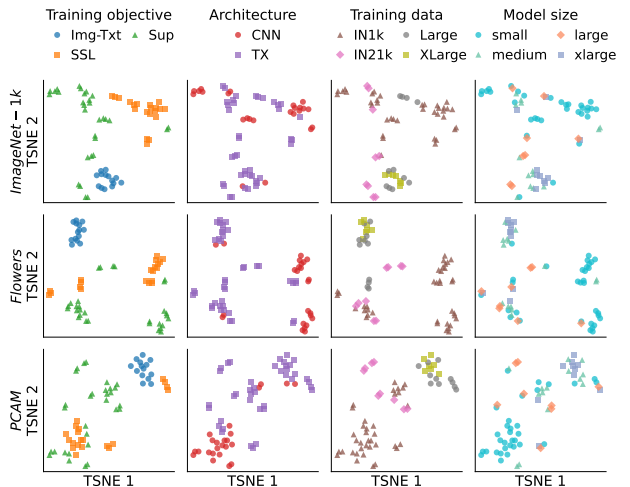 Training objective
Img-Txt
Sup
SSL
Architecture
CNN
TX
Training data
IN1k
Large
IN21k
XLarge
Model size
small
large
medium
xlarge
ImageNet − 1k
TSNE 2
Flowers
TSNE 2
PCAM
TSNE 2
TSNE 1
TSNE 1
TSNE 1
TSNE 1